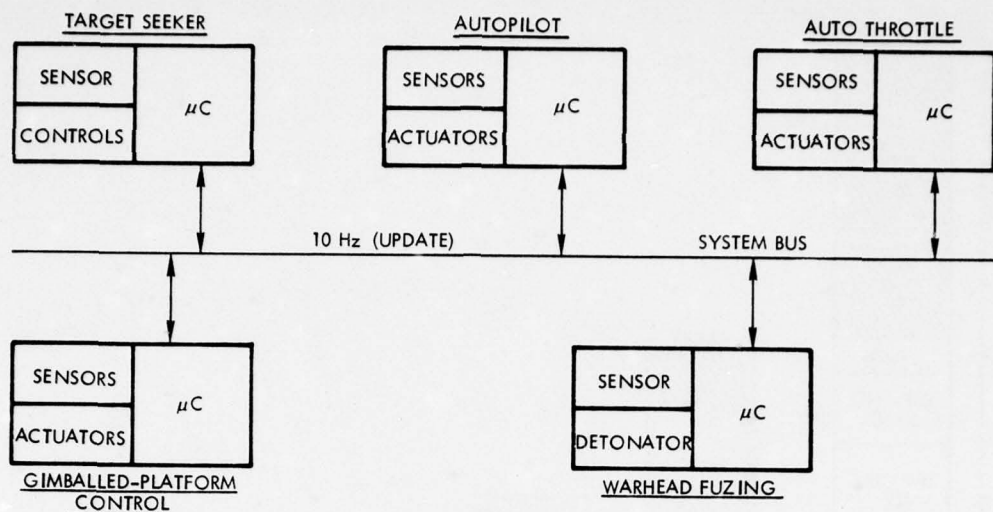 TARGET SEEKER
SENSOR
CONTROLS
μC
AUTOPILOT
SENSORS
ACTUATORS
μC
AUTO THROTTLE
SENSORS
ACTUATORS
μC
10 Hz (UPDATE)
SYSTEM BUS
SENSORS
ACTUATORS
μC
GIMBALLED-PLATFORM
CONTROL
SENSOR
DETONATOR
μC
WARHEAD FUZING